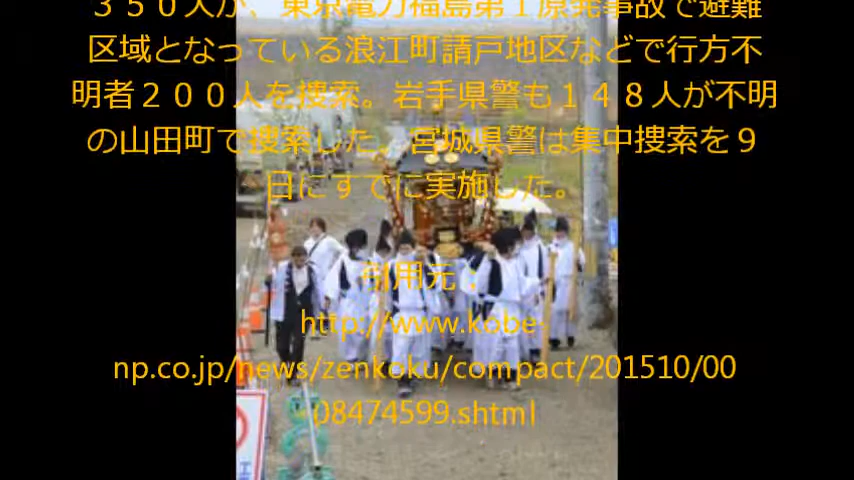 ３５０人が、東京電力福島第１原発事故で避難
区域となっている浪江町請戸地区などで行方不
明者２００人を捜索。岩手県警も１４８人が不明
の山田町で捜索した。宮城県警は集中捜索を９
日にすでに実施した。
引用元：
http://www.kobe-
np.co.jp/news/zenkoku/compact/201510/00
08474599.shtml